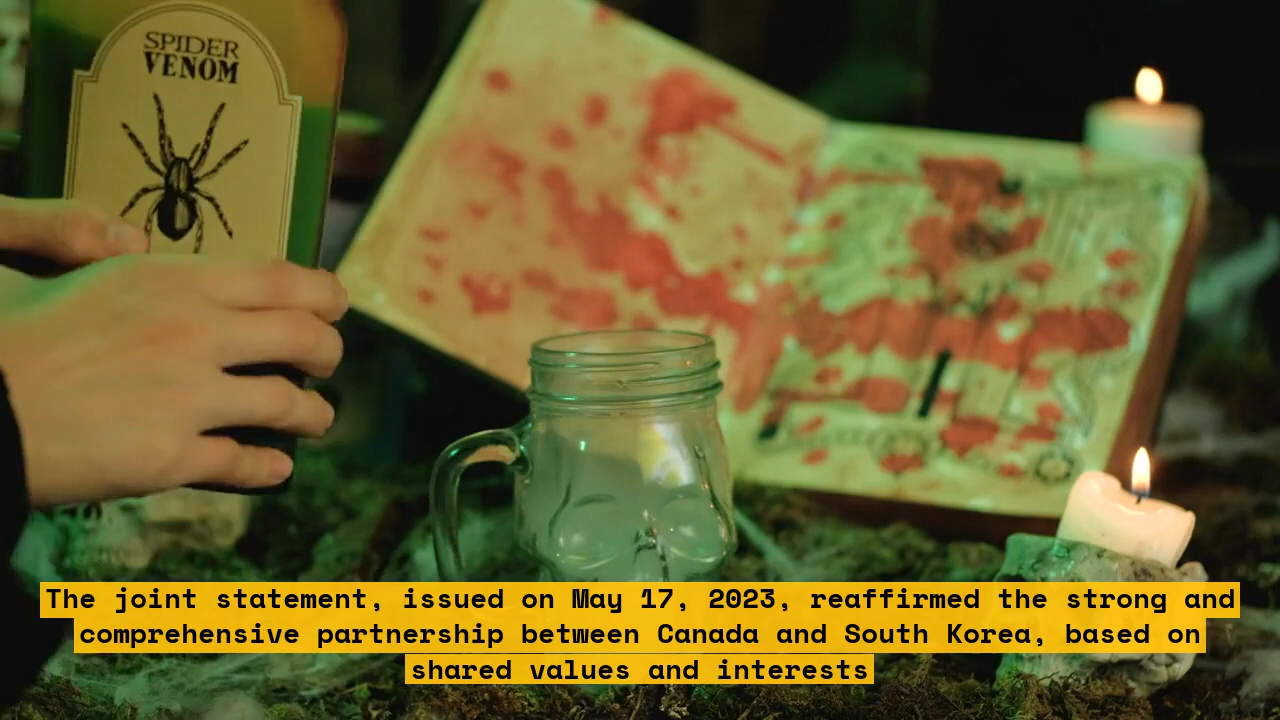 SPIDER
VENOM
The joint statement, issued on May 17, 2023, reaffirmed the strong and
comprehensive partnership between Canada and South Korea, based on
shared values and interests